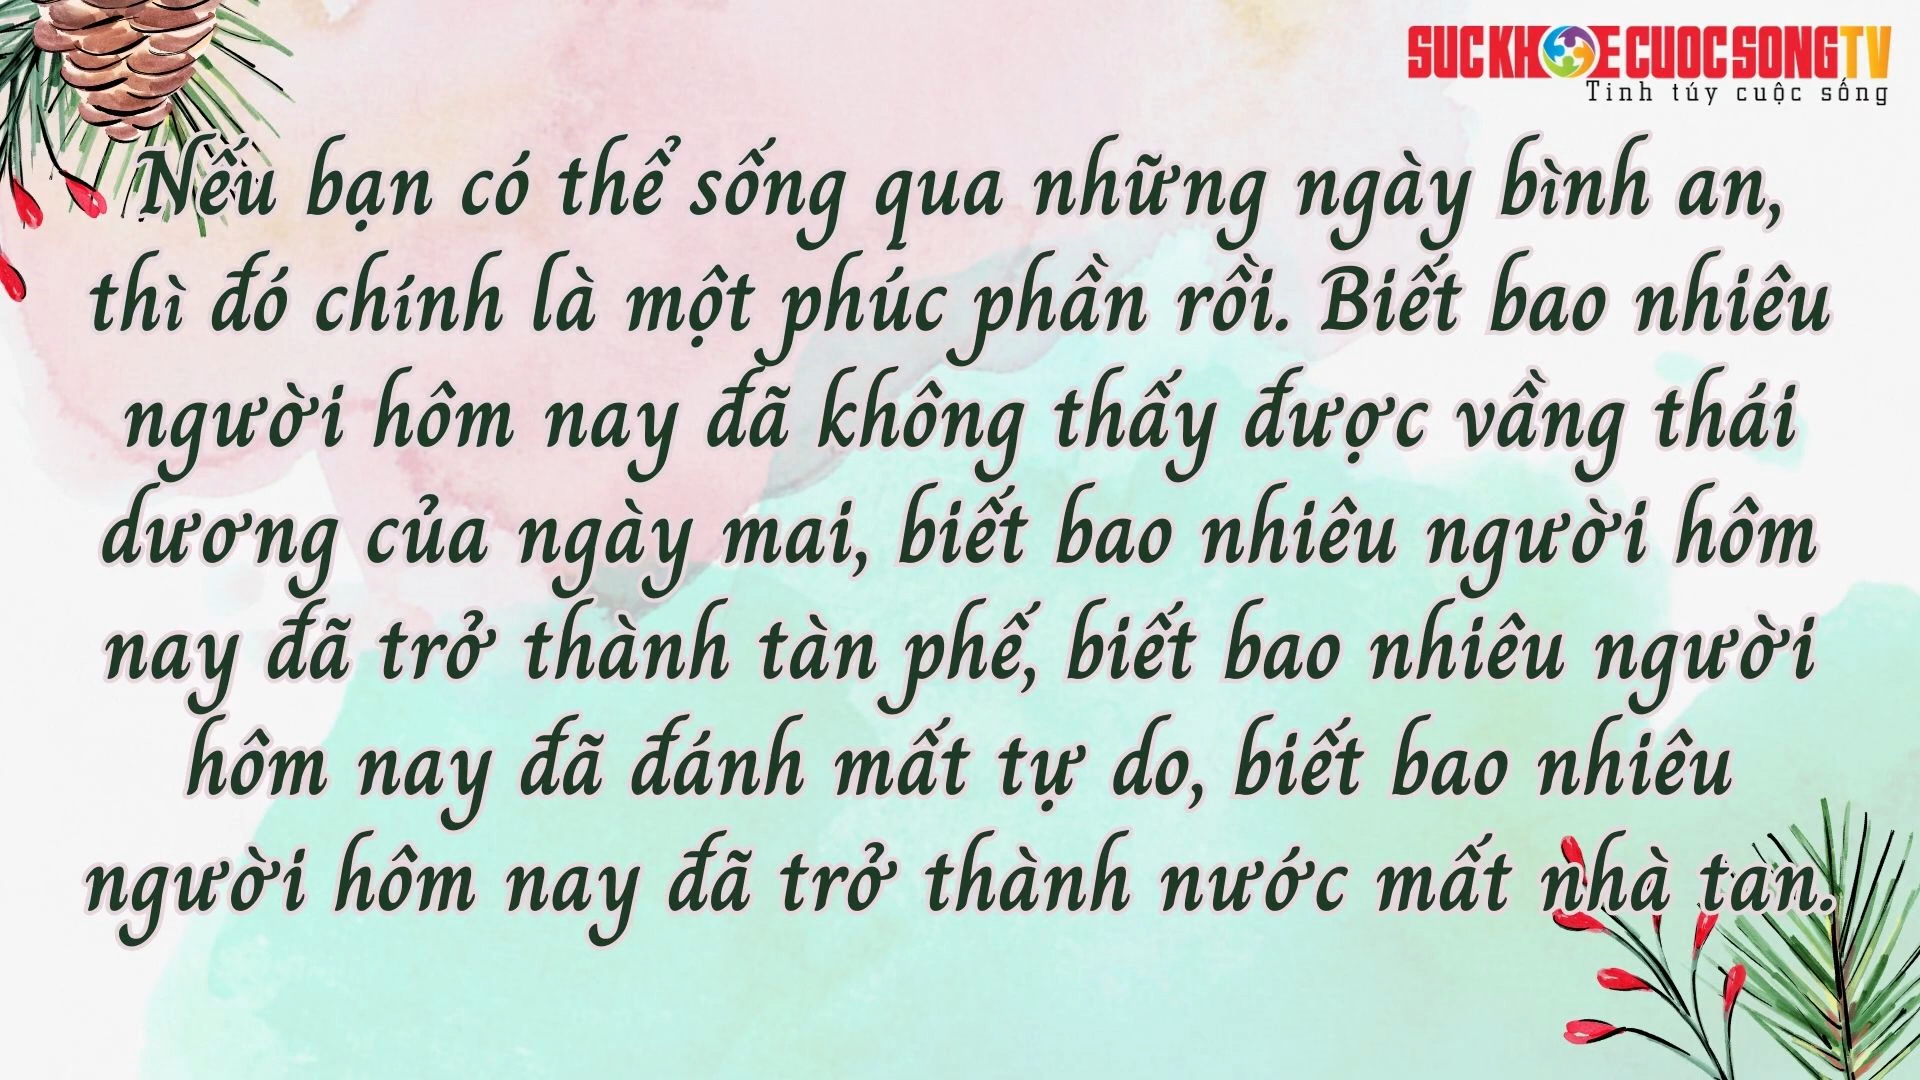 SUCKHOECUOCSONGTV
Tinh túy cuộc sống
Nếu bạn có thể sống qua những ngày bình an,
thì đó chính là một phúc phần rồi. Biết bao nhiêu
người hôm nay đã không thấy được vầng thái
dương của ngày mai, biết bao nhiêu người hôm
nay đã trở thành tàn phế, biết bao nhiêu người
hôm nay đã đánh mất tự do, biết bao nhiêu
người hôm nay đã trở thành nước mất nhà tan.